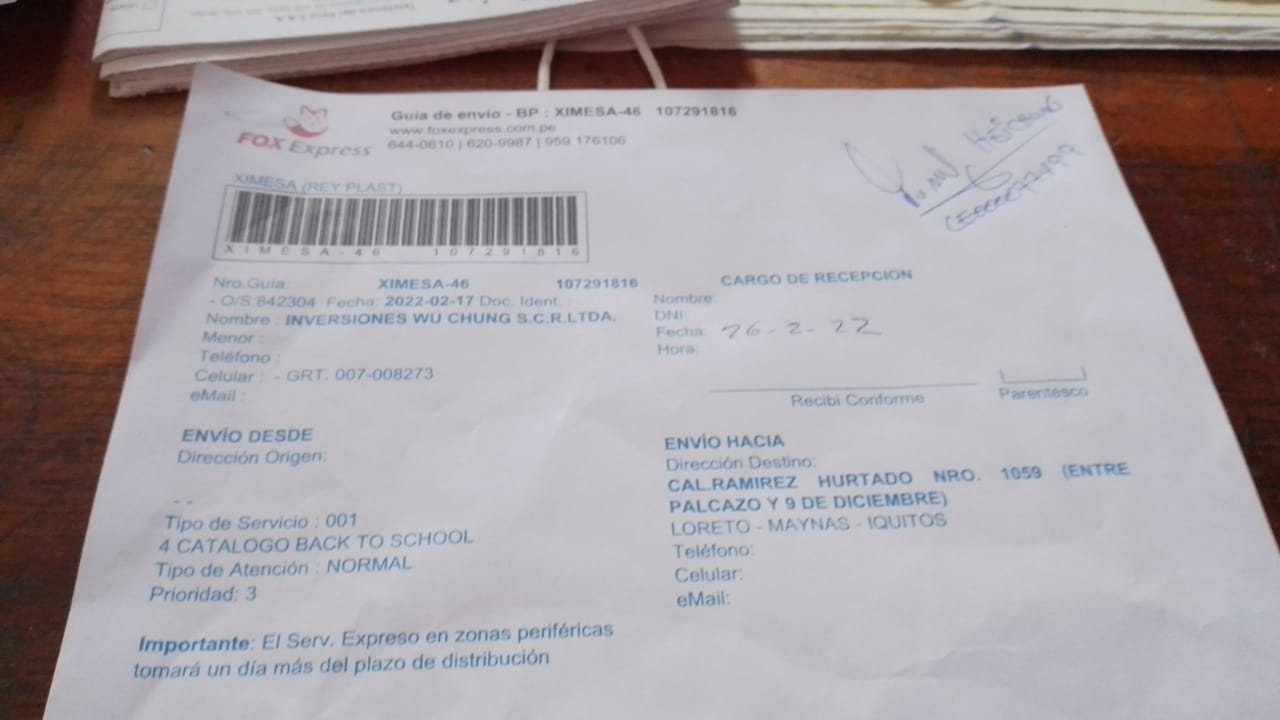 Guía de envio - BP : XIMESA-46 107291816
www.foxexpress.com.pe
644-0610 | 620-9987 | 959 176106
FOX Express
XIMESA (REY PLAST)
XIMESA-46 107291816
Nro.Guía: XIMESA-46 107291816
- O/S:842304 Fecha: 2022-02-17 Doc. Ident. :
Nombre : INVERSIONES WU CHUNG S.C.R.LTDA.
Menor :
Teléfono :
Celular : - GRT: 007-008273
eMail :
CARGO DE RECEPCION
Nombre:
DNI:
Fecha: 26-2-22
Hora:
Recibi Conforme
Parentesco
ENVÍO DESDE
Dirección Origen:
- -
Tipo de Servicio : 001
4 CATALOGO BACK TO SCHOOL
Tipo de Atención : NORMAL
Prioridad: 3
ENVÍO HACIA
Dirección Destino:
CAL.RAMIREZ HURTADO NRO. 1059 (ENTRE
PALCAZO Y 9 DE DICIEMBRE)
LORETO - MAYNAS - IQUITOS
Teléfono:
Celular:
eMail:
Importante: El Serv. Expreso en zonas periféricas
tomará un día más del plazo de distribución